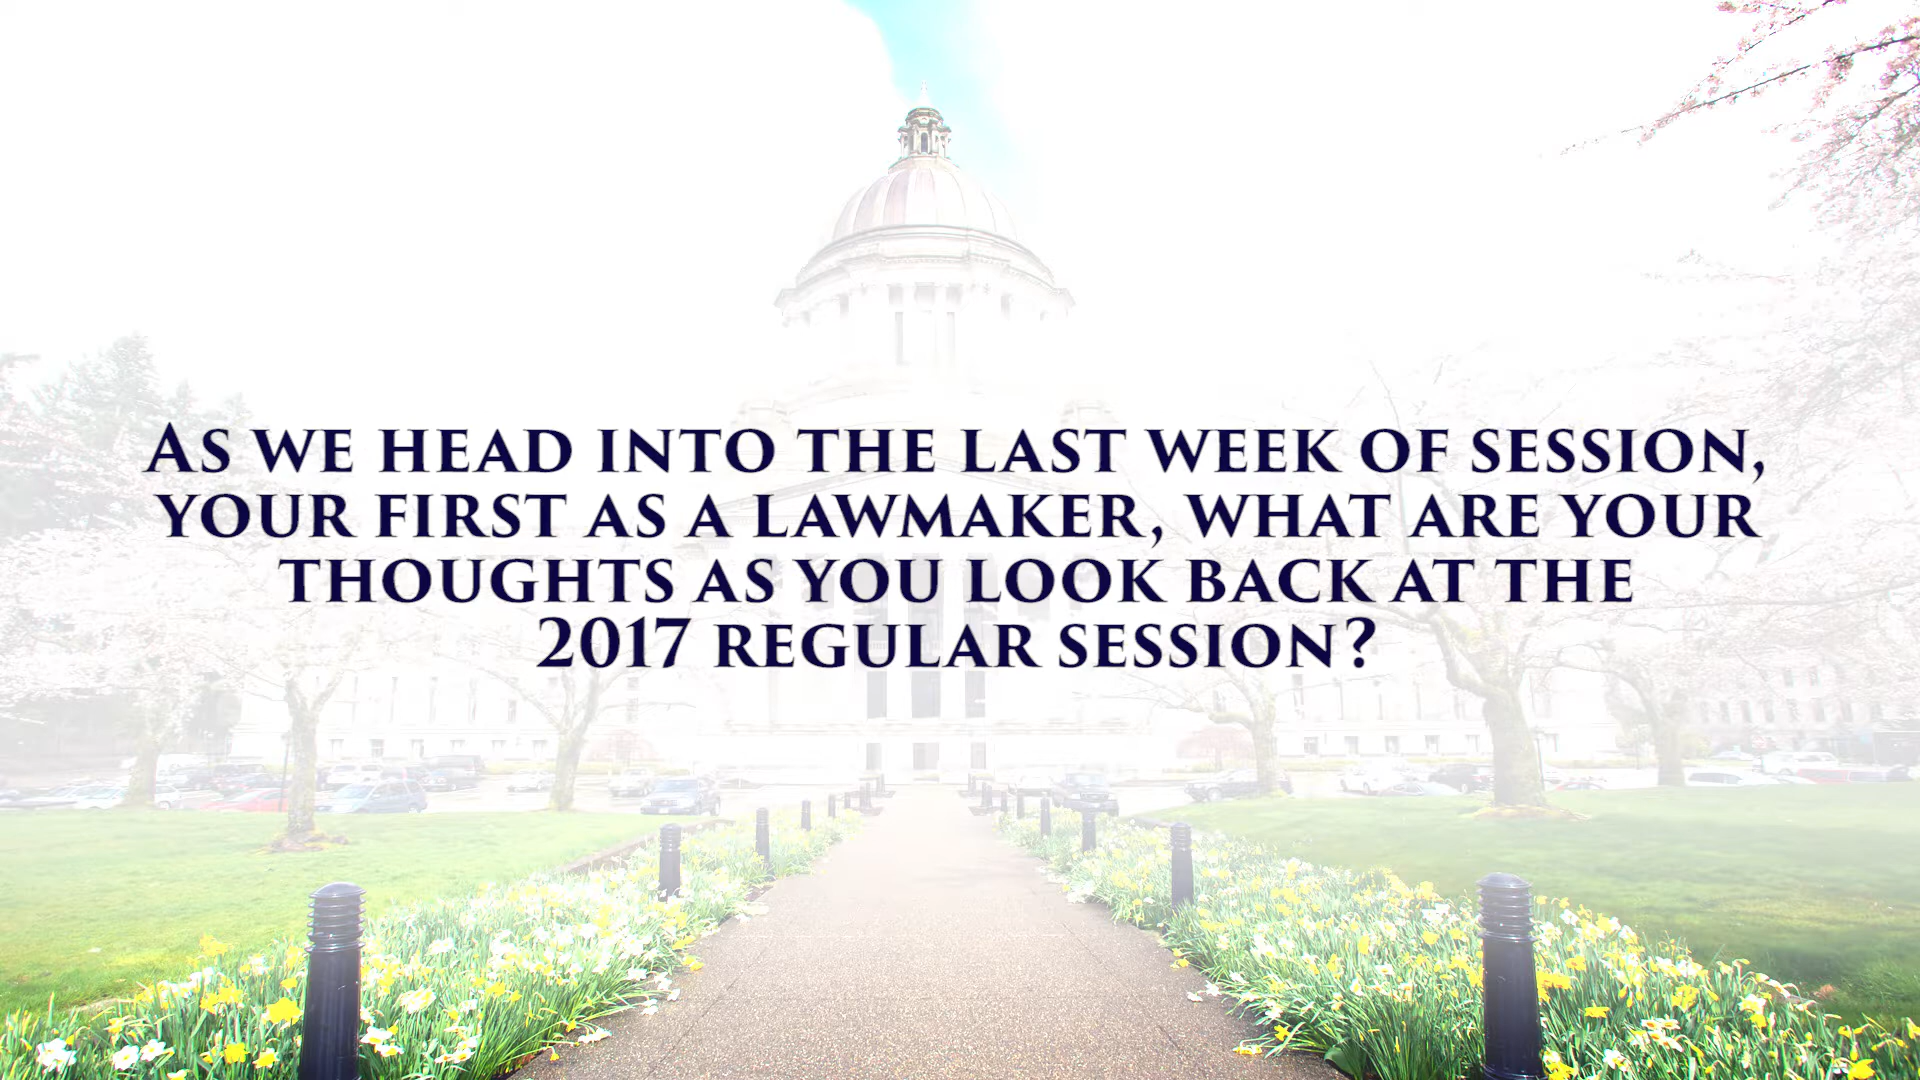 As we head into the last week of session,
your first as a lawmaker, what are your
thoughts as you look back at the
2017 regular session?